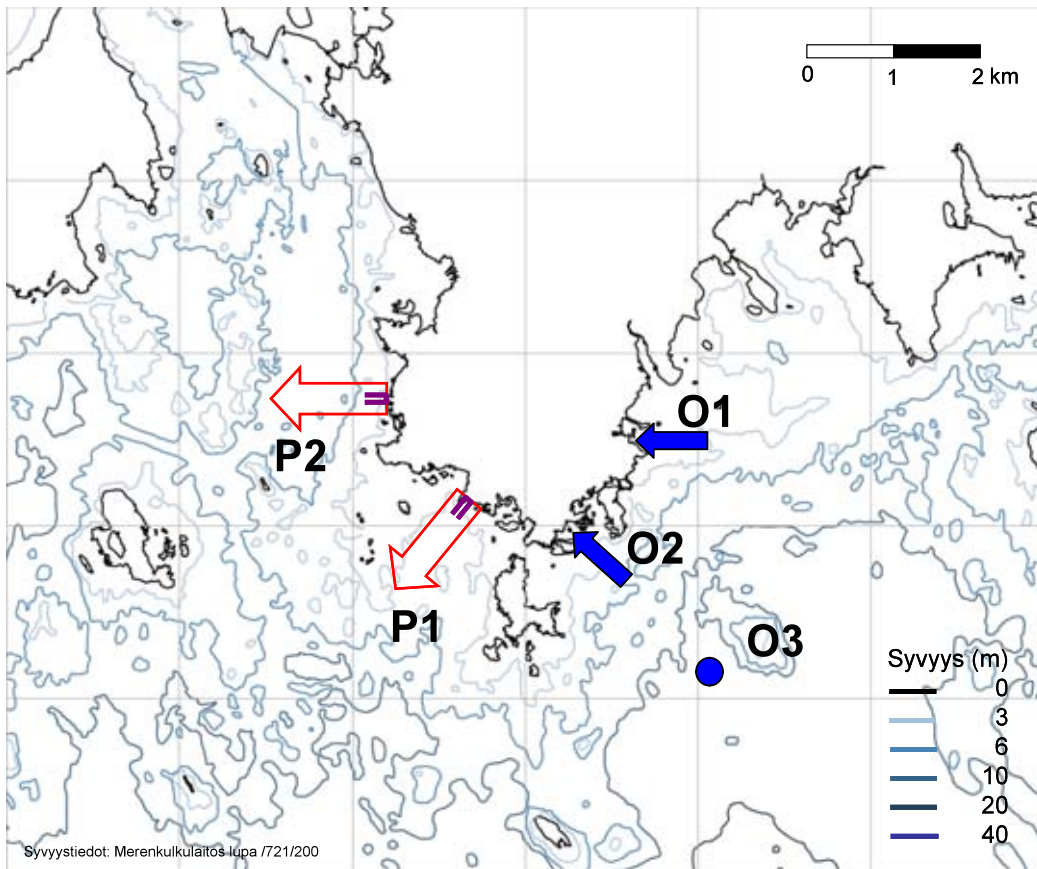 0 1 2 km
O1
P2
O2
P1
O3
Syvyys (m)
0
3
6
10
20
40
Syvyystiedot: Merenkulkulaitos lupa /721/200